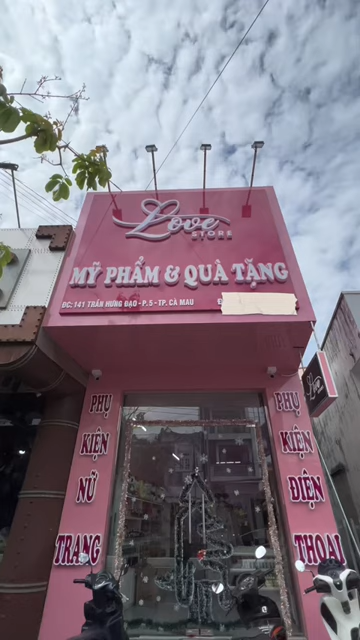 Love
STORE
MỸ PHẨM & QUÀ TẶNG
ĐC: 141 TRẦN HƯNG ĐẠO - P.5 - TP. CÀ MAU
PHỤ
KIỆN
NỮ
TRANG
PHỤ
KIỆN
ĐIỆN
THOẠI
Love